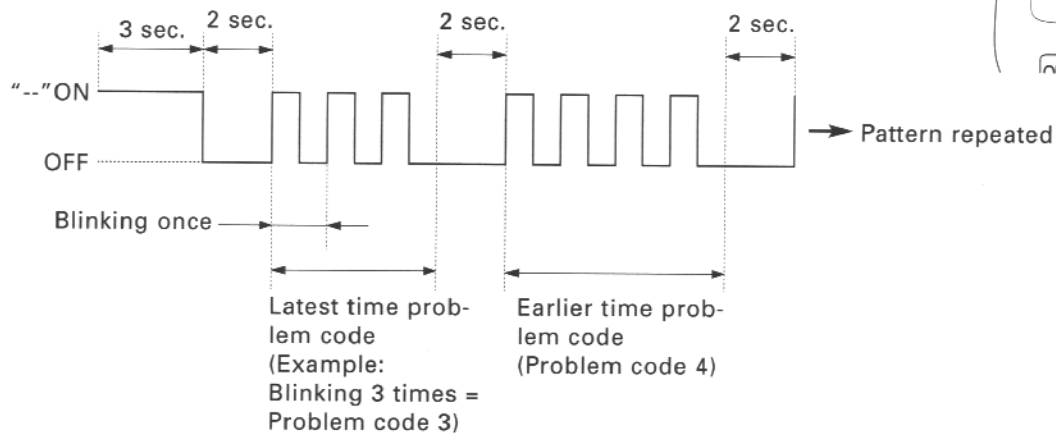 2 sec.
2 sec.
2 sec.
3 sec.
"--"ON
OFF
Pattern repeated
Blinking once
Latest time prob-
lem code
(Example:
Blinking 3 times =
Problem code 3)
Earlier time prob-
lem code
(Problem code 4)